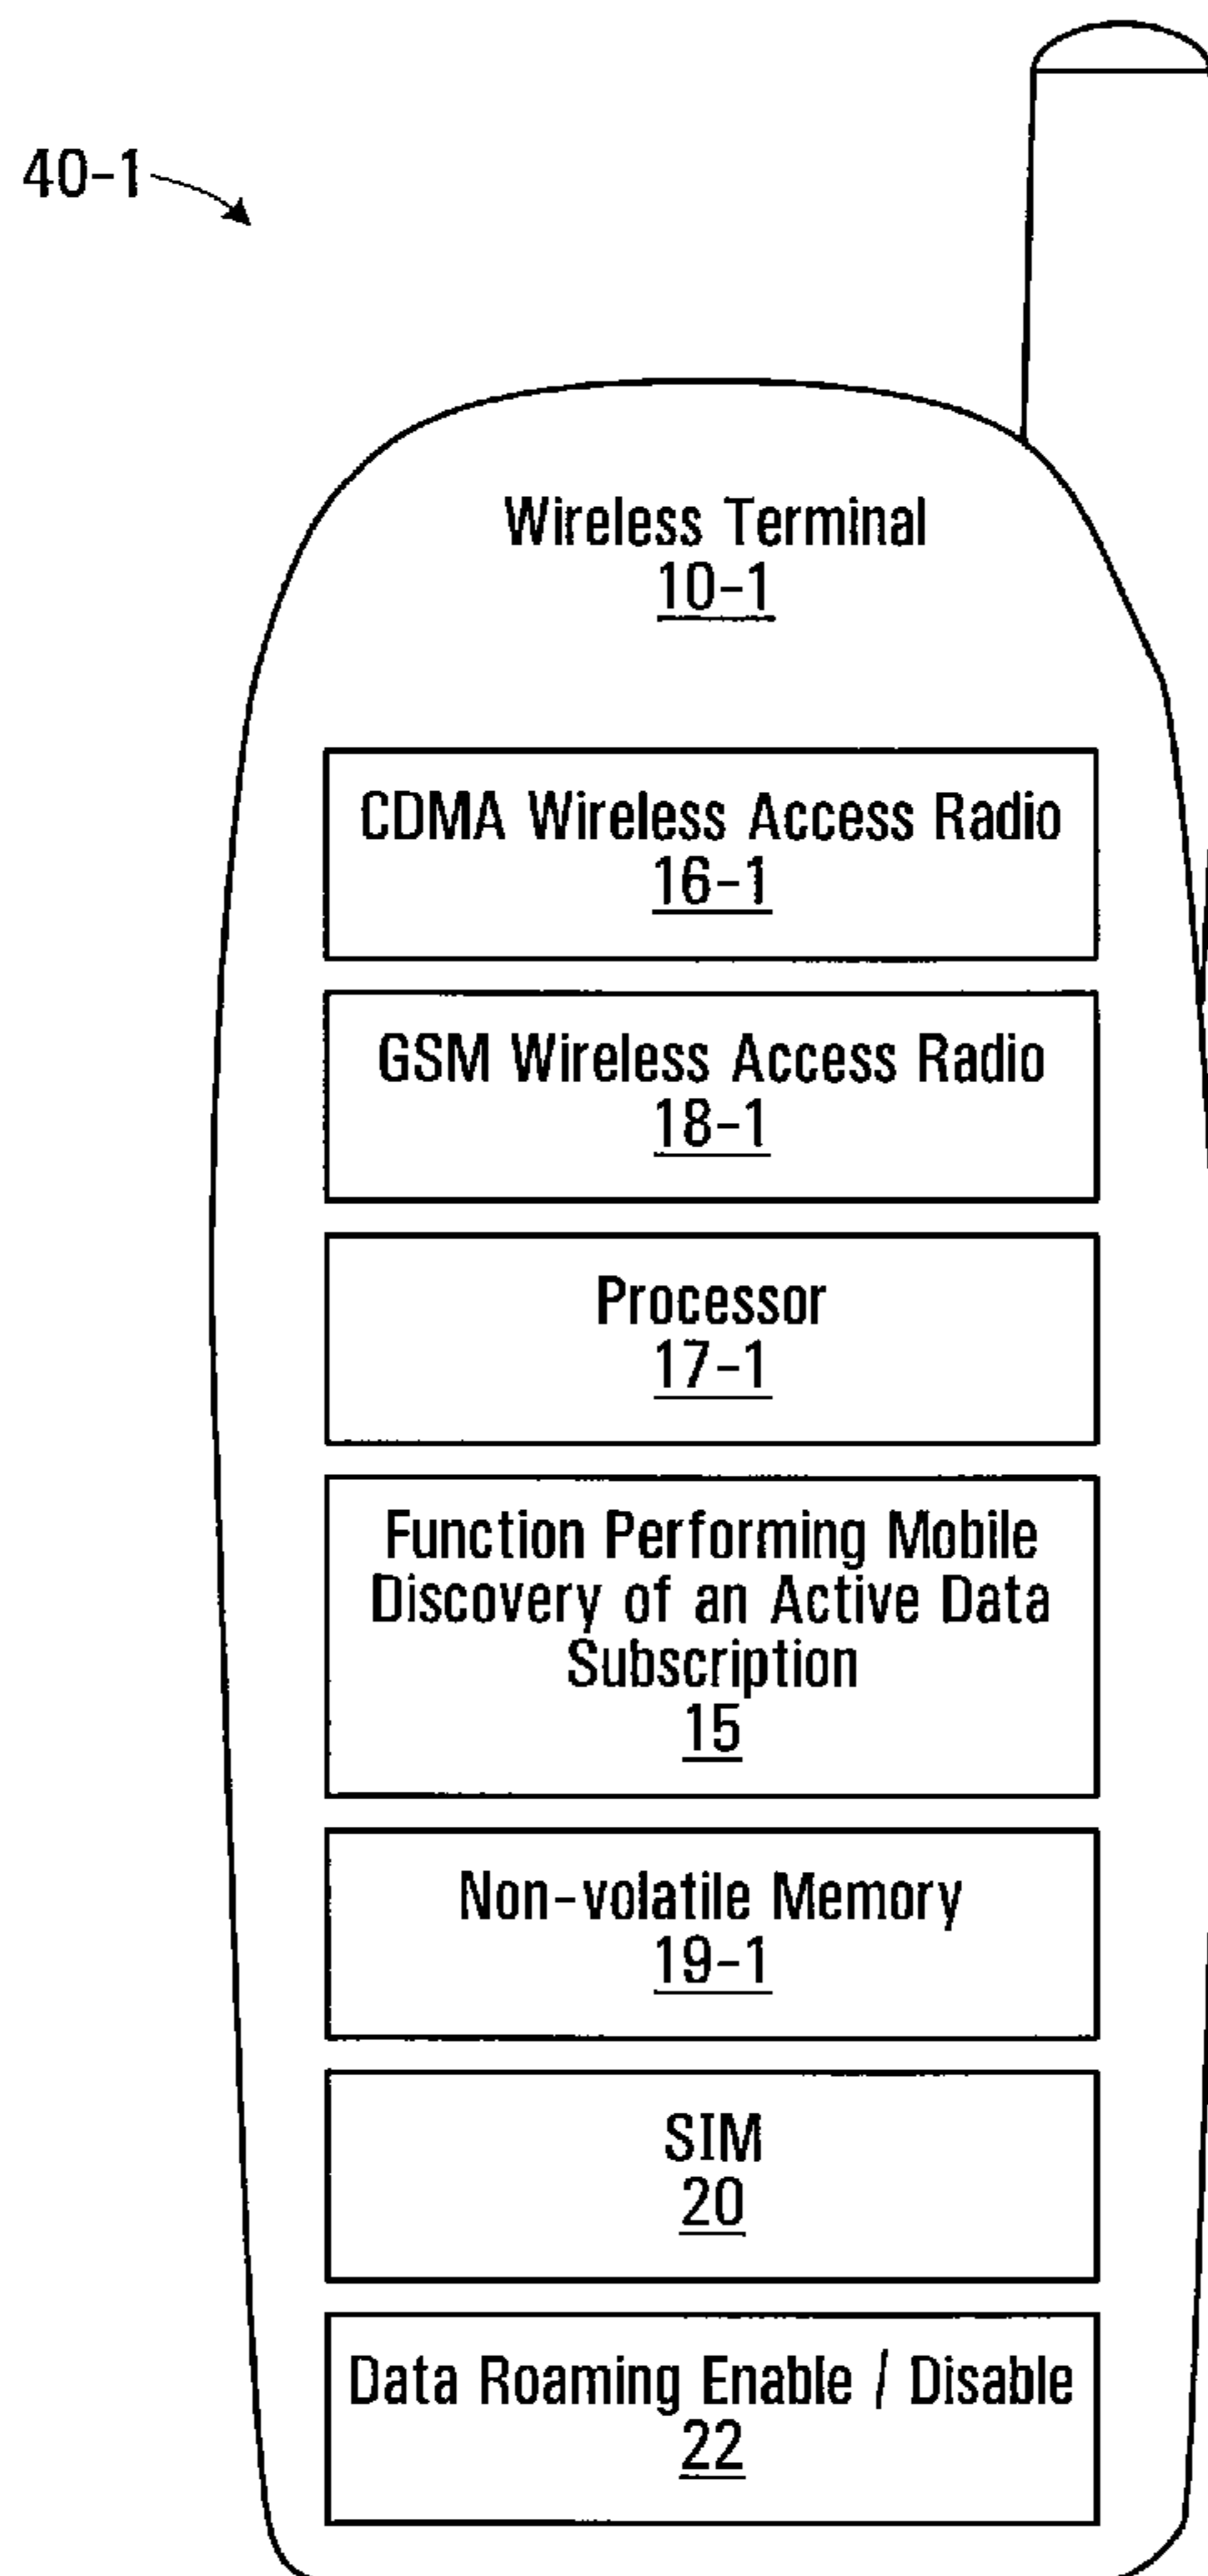 40-1
Wireless Terminal
10-1
CDMA Wireless Access Radio
16-1
GSM Wireless Access Radio
18-1
Processor
17-1
Function Performing Mobile
Discovery of an Active Data
Subscription
15
Non-volatile Memory
19-1
SIM
20
Data Roaming Enable / Disable
22